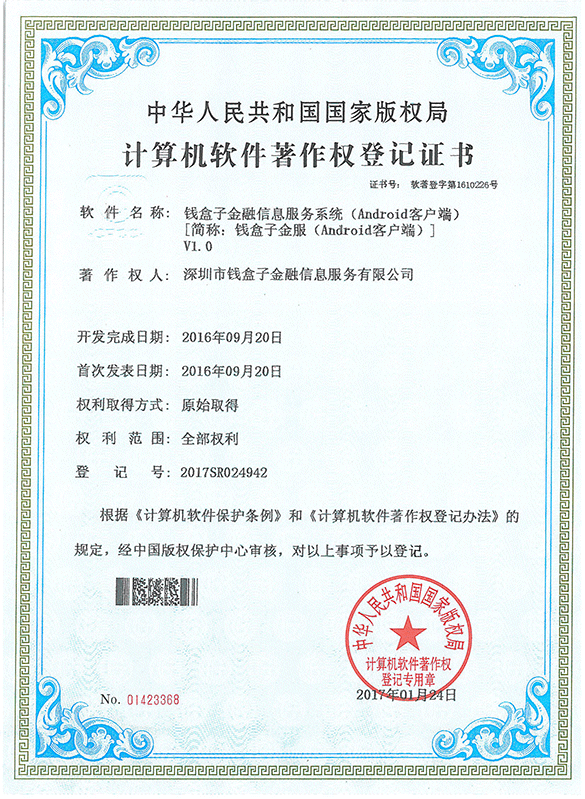 中华人民共和国国家版权局
计算机软件著作权登记证书
证书号： 软著登字第1610226号
软件名称： 钱盒子金融信息服务系统（Android客户端）
[简称：钱盒子金服（Android客户端）]
V1.0
著作权人： 深圳市钱盒子金融信息服务有限公司
开发完成日期： 2016年09月20日
首次发表日期： 2016年09月20日
权利取得方式： 原始取得
权利范围： 全部权利
登记号： 2017SR024942
根据《计算机软件保护条例》和《计算机软件著作权登记办法》的
规定，经中国版权保护中心审核，对以上事项予以登记。
中华人民共和国国家版权局
计算机软件著作权
登记专用章
2017年01月24日
No. 01423368